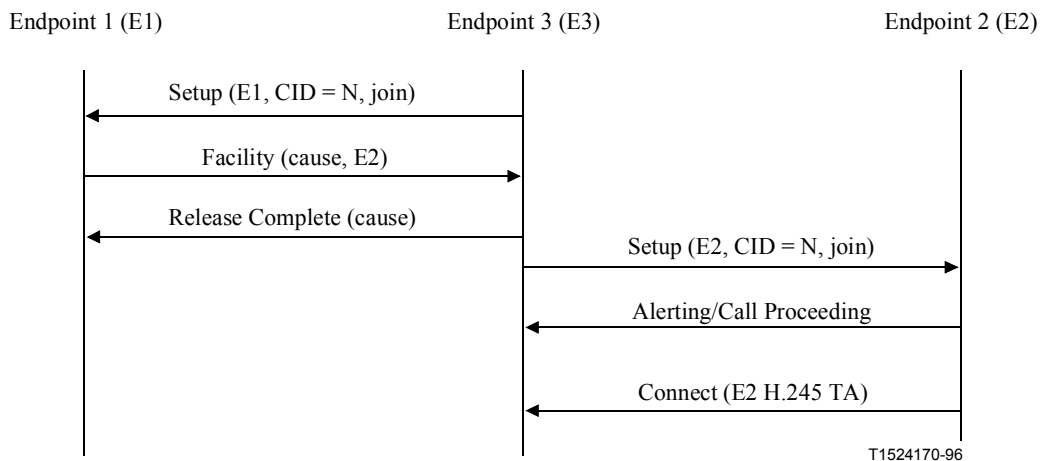 Endpoint 1 (E1)
Endpoint 3 (E3)
Endpoint 2 (E2)
Setup (E1, CID = N, join)
Facility (cause, E2)
Release Complete (cause)
Setup (E2, CID = N, join)
Alerting/Call Proceeding
Connect (E2 H.245 TA)
T1524170-96